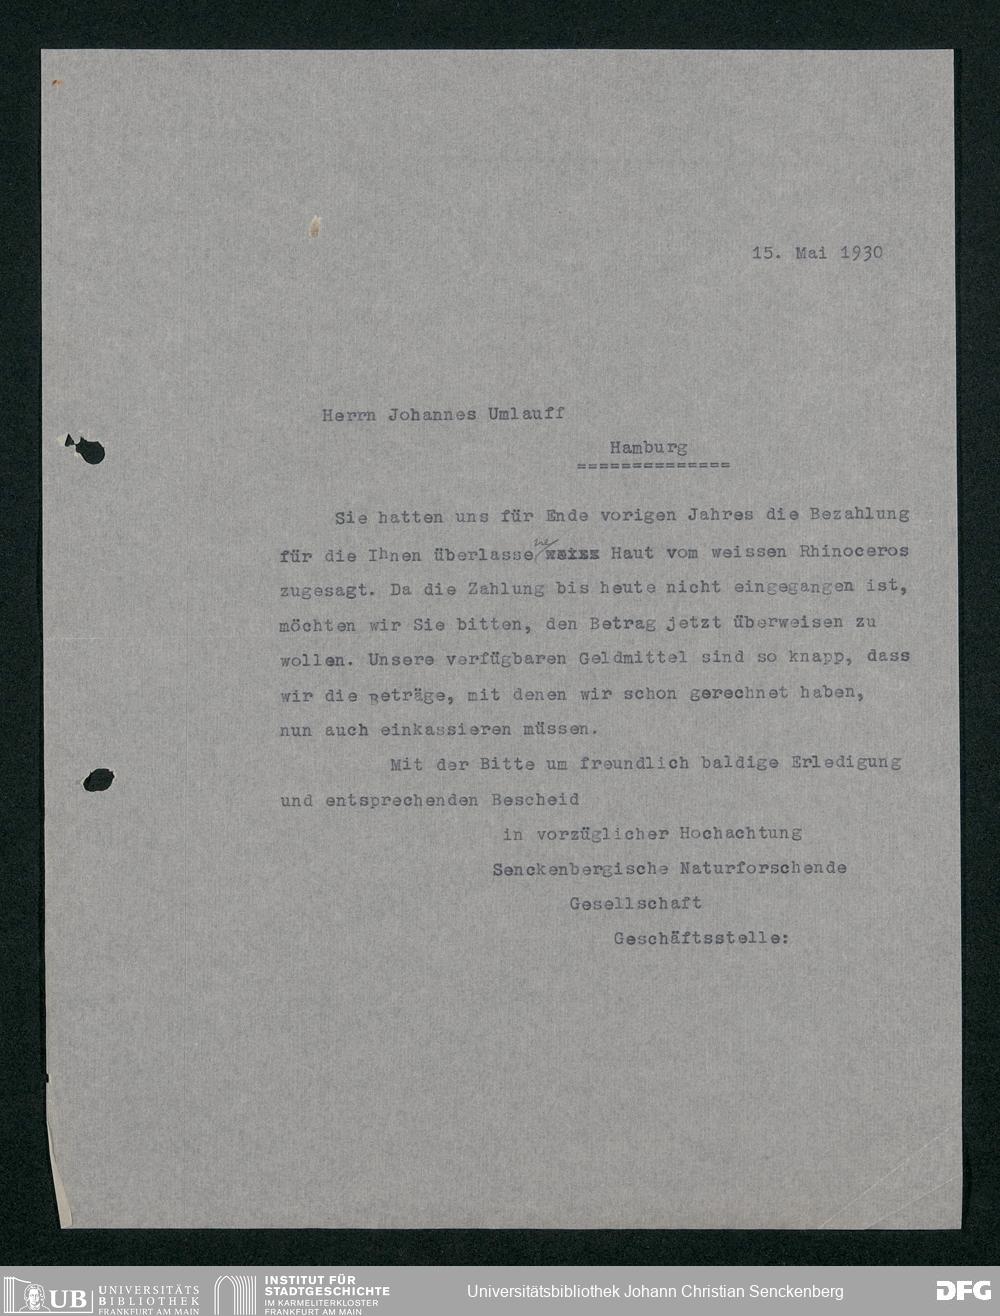 15. Mai 1930
Herrn Johannes Umlauff
Hamburg
==============
Sie hatten uns für Ende vorigen Jahres die Bezahlung
für die Ihnen überlassene Haut vom weissen Rhinoceros
zugesagt. Da die Zahlung bis heute nicht eingegangen ist,
möchten wir Sie bitten, den Betrag jetzt überweisen zu
wollen. Unsere verfügbaren Geldmittel sind so knapp, dass
wir die Beträge, mit denen wir schon gerechnet haben,
nun auch einkassieren müssen.
Mit der Bitte um freundlich baldige Erledigung
und entsprechenden Bescheid
in vorzüglicher Hochachtung
Senckenbergische Naturforschende
Gesellschaft
Geschäftsstelle:
UB UNIVERSITÄTS
BIBLIOTHEK
FRANKFURT AM MAIN
INSTITUT FÜR
STADTGESCHICHTE
IM KARMELITERKLOSTER
FRANKFURT AM MAIN
Universitätsbibliothek Johann Christian Senckenberg
DFG